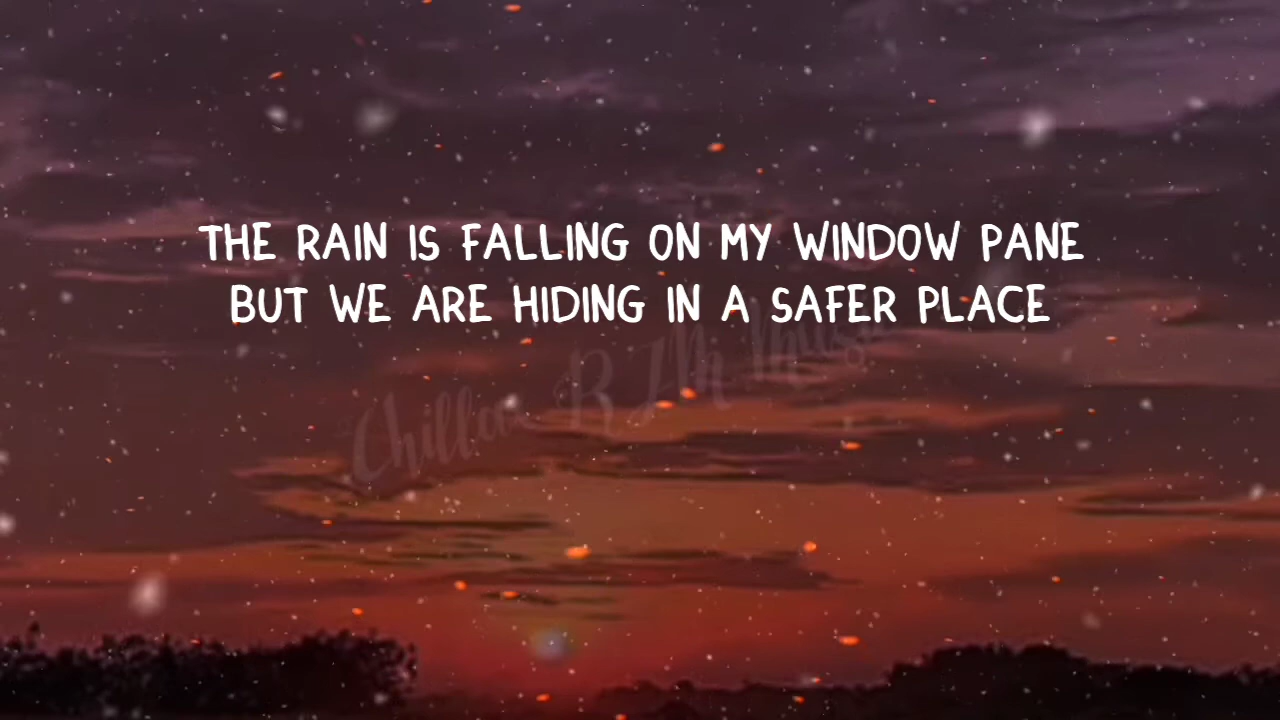 THE RAIN IS FALLING ON MY WINDOW PANE
BUT WE ARE HIDING IN A SAFER PLACE